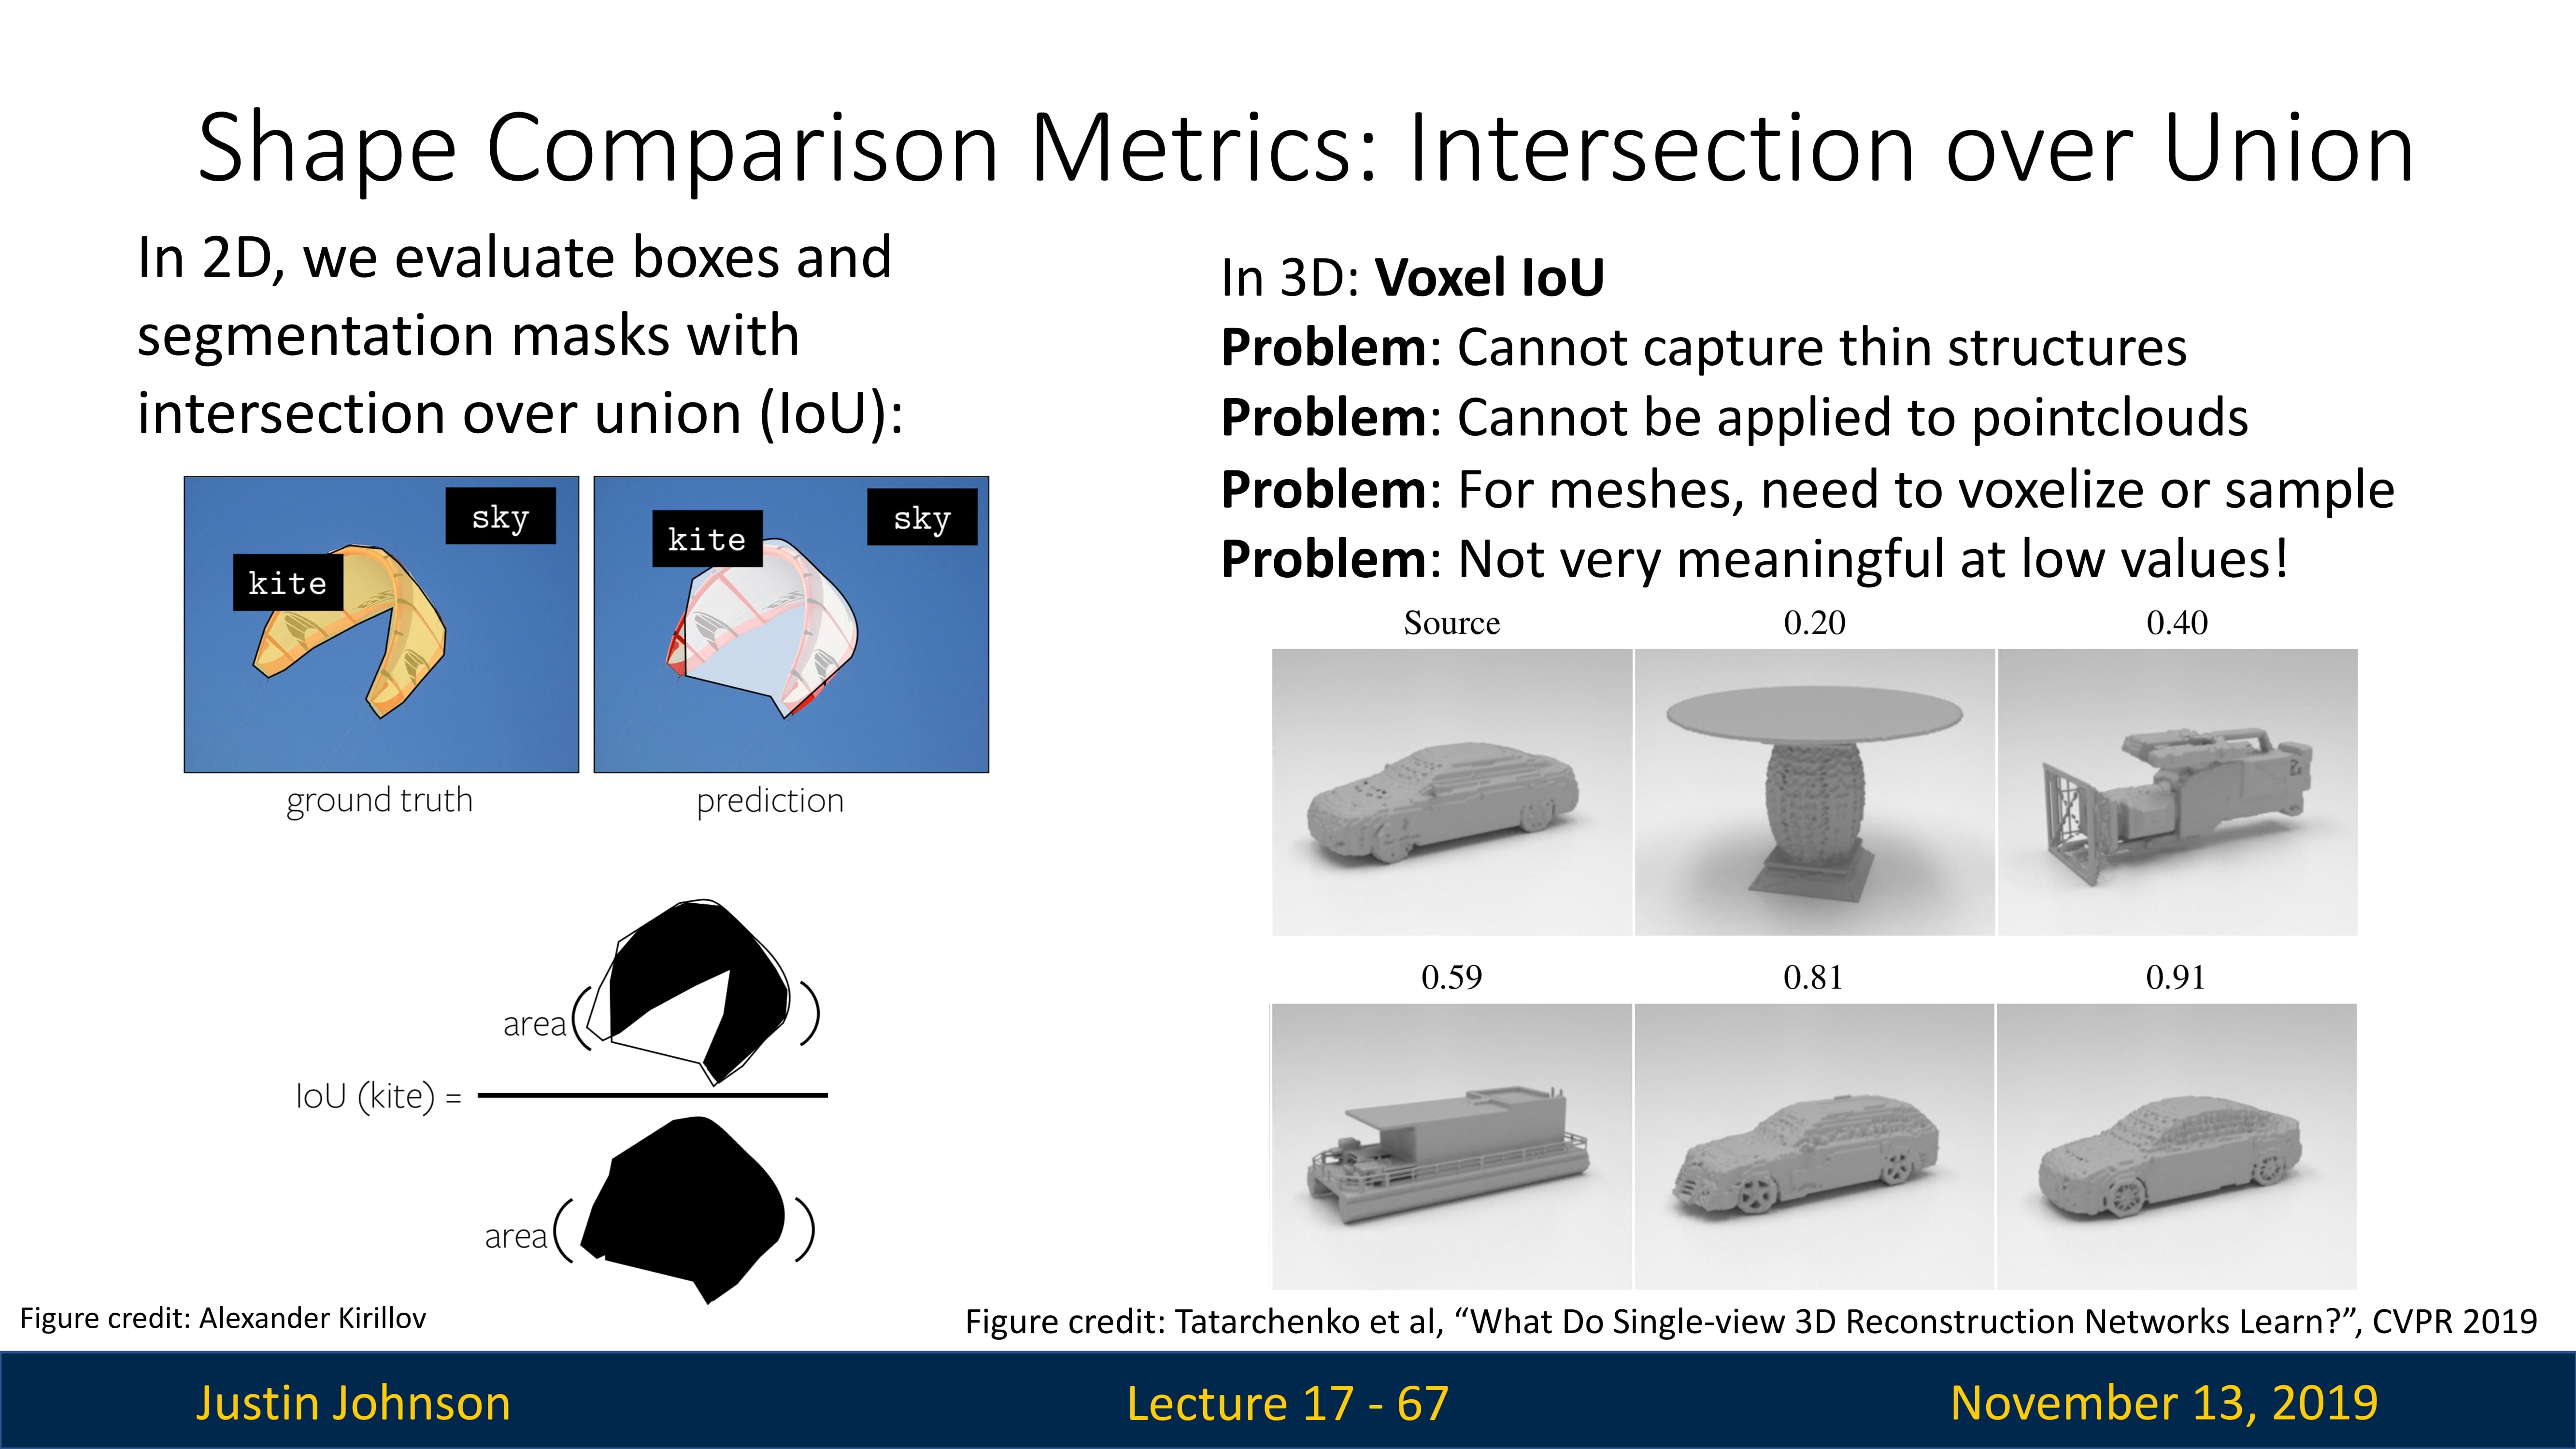 Shape Comparison Metrics: Intersection over Union
In 2D, we evaluate boxes and
segmentation masks with
intersection over union (IoU):
sky
kite
sky
kite
ground truth
prediction
area( )
IoU (kite) =
area( )
Figure credit: Alexander Kirillov
In 3D: Voxel IoU
Problem: Cannot capture thin structures
Problem: Cannot be applied to pointclouds
Problem: For meshes, need to voxelize or sample
Problem: Not very meaningful at low values!
Source 0.20 0.40
0.59 0.81 0.91
Figure credit: Tatarchenko et al, “What Do Single-view 3D Reconstruction Networks Learn?”, CVPR 2019
Justin Johnson
Lecture 17 - 67
November 13, 2019